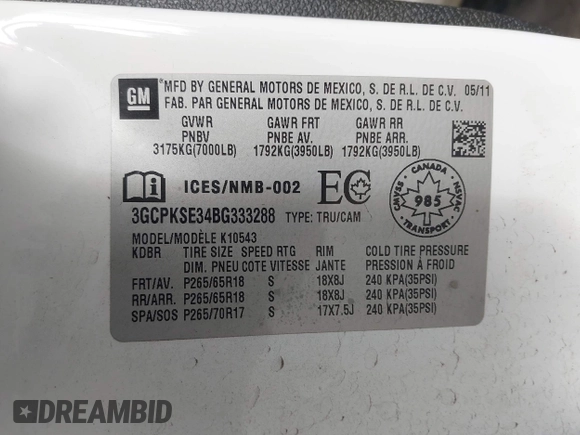 GM
MFD BY GENERAL MOTORS DE MEXICO, S. DE R.L. DE C.V. 05/11
FAB. PAR GENERAL MOTORS DE MEXICO, S. DE R.L. DE C.V.
GVWR GAWR FRT GAWR RR
PNBV PNBE AV. PNBE ARR.
3175KG(7000LB) 1792KG(3950LB) 1792KG(3950LB)
ICES/NMB-002 EC
CANADA CMVSS NSVAC 985 TRANSPORT
3GCPKSE34BG333288 TYPE: TRU/CAM
MODEL/MODÈLE K10543
KDBR TIRE SIZE SPEED RTG RIM COLD TIRE PRESSURE
DIM. PNEU COTE VITESSE JANTE PRESSION À FROID
FRT/AV. P265/65R18 S 18X8J 240 KPA(35PSI)
RR/ARR. P265/65R18 S 18X8J 240 KPA(35PSI)
SPA/SOS P265/70R17 S 17X7.5J 240 KPA(35PSI)
DREAMBID